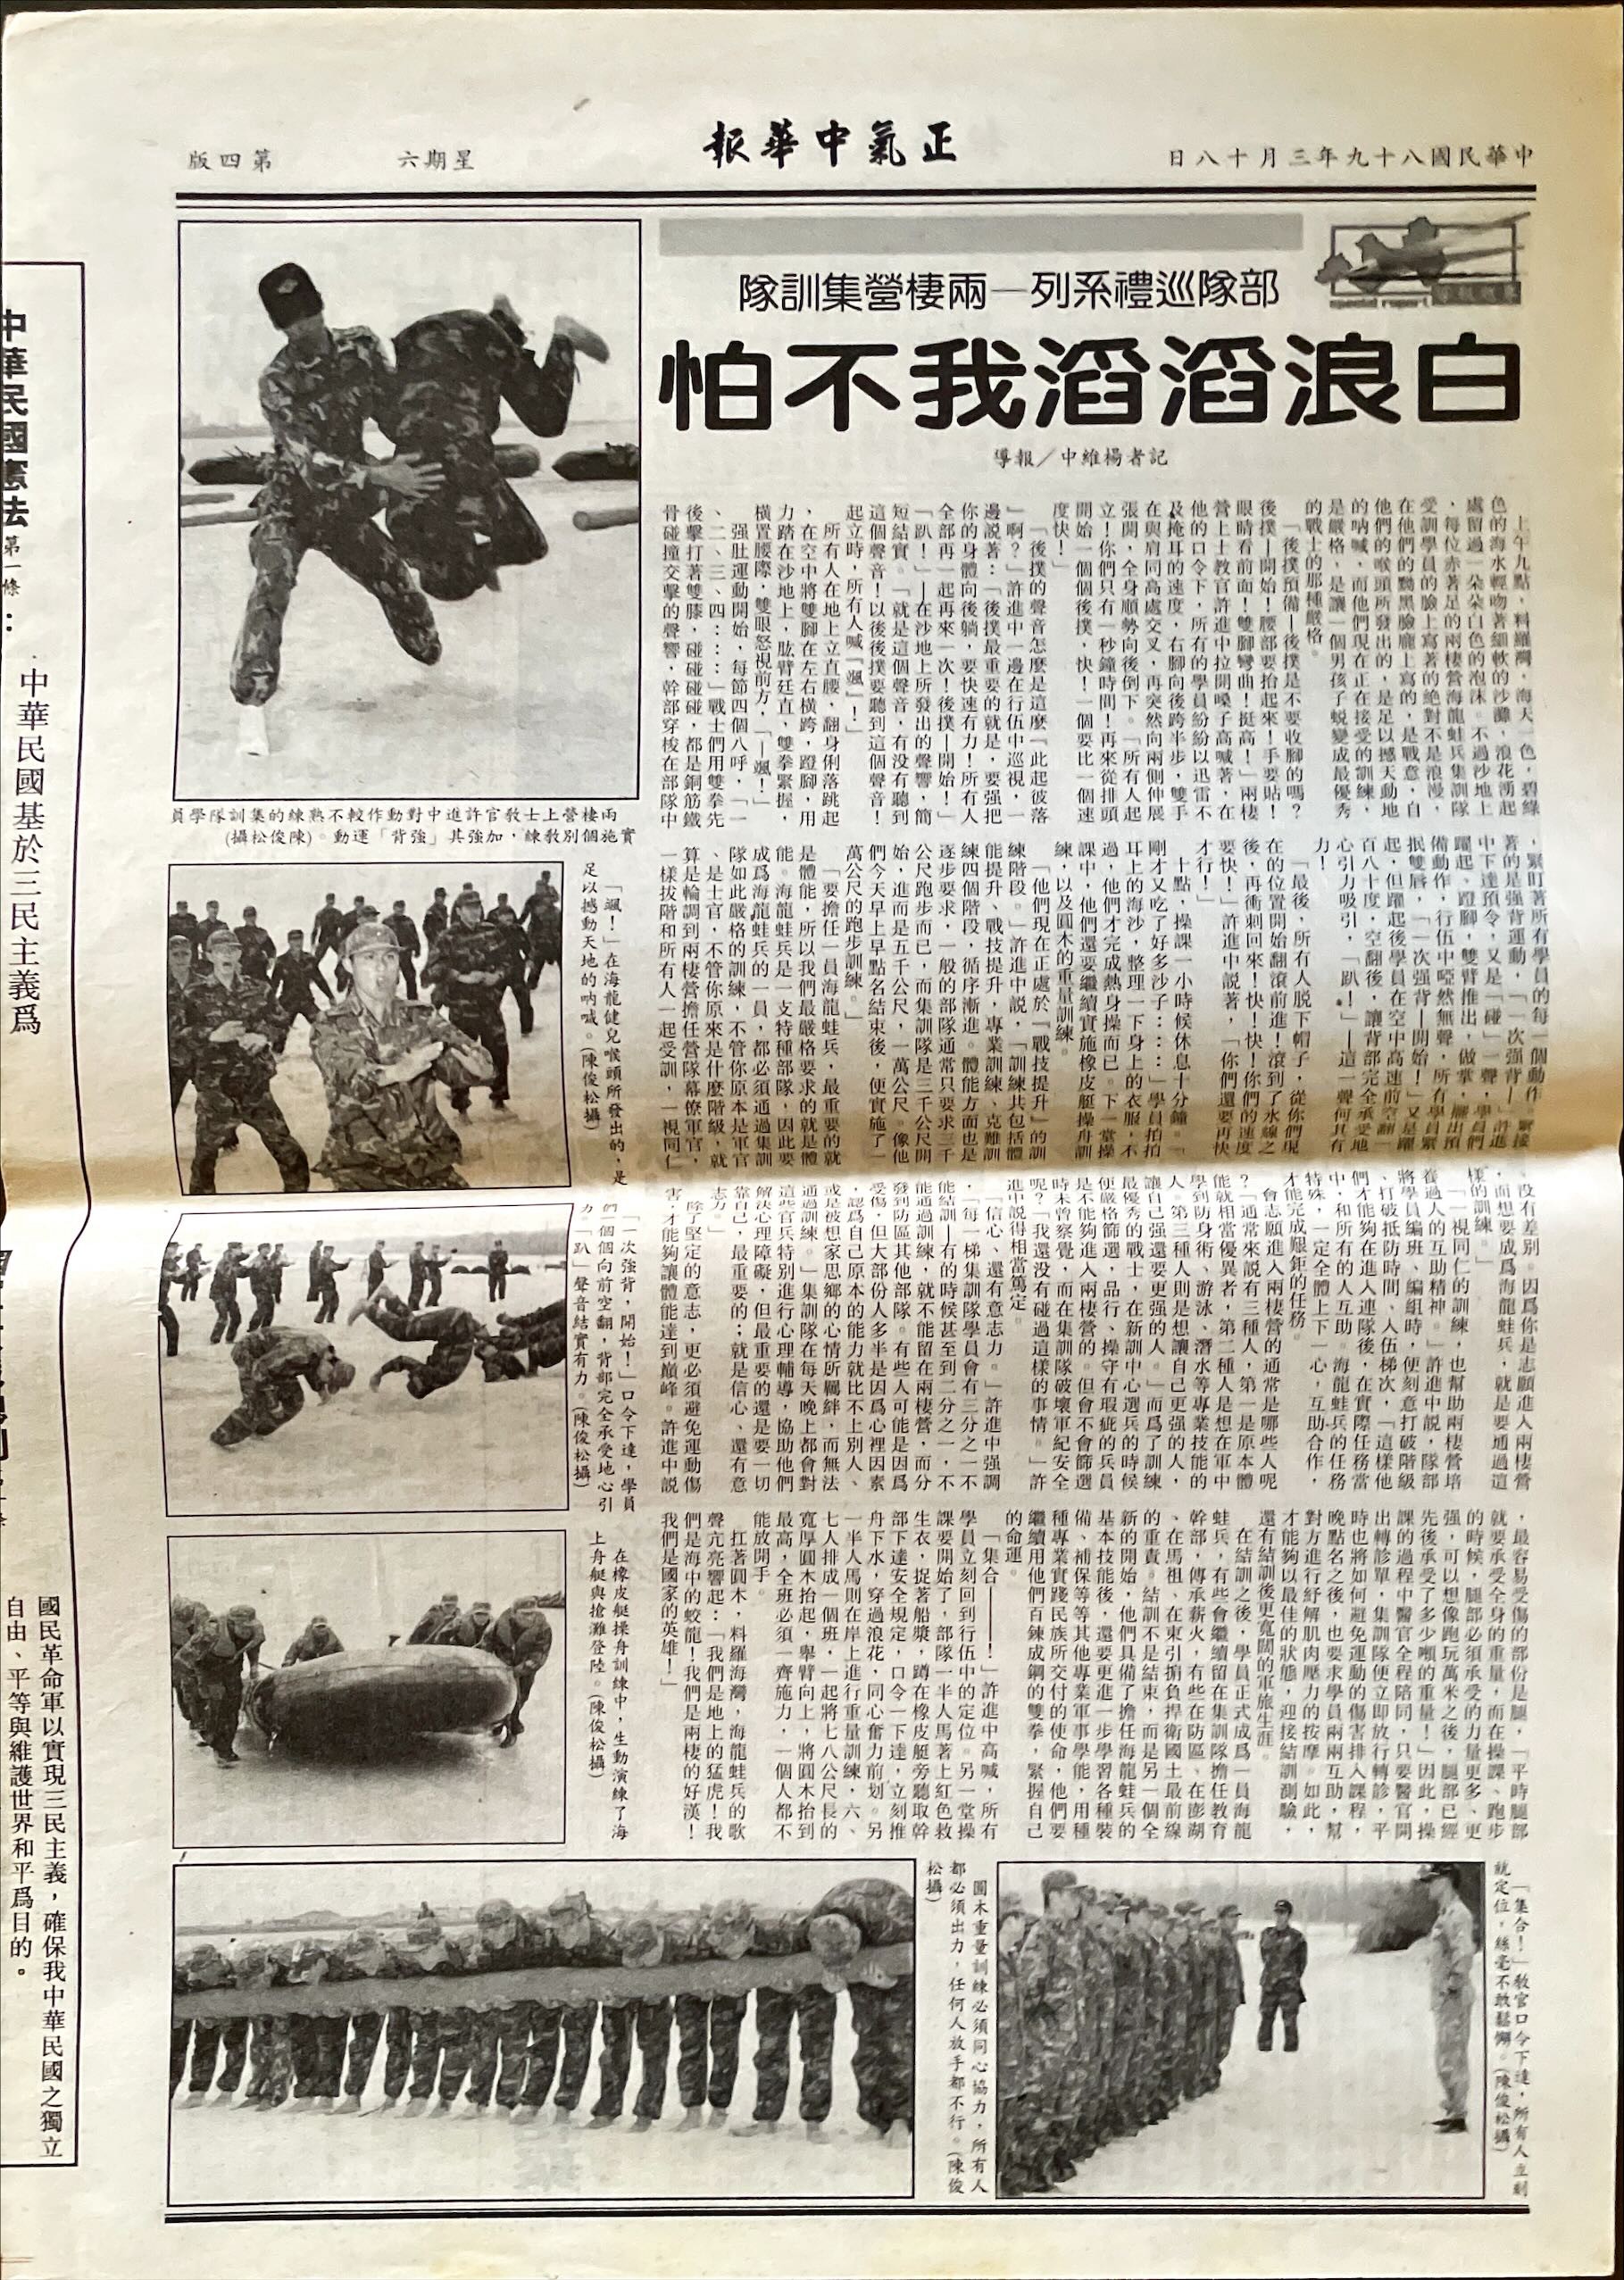 中華民國八十九年三月十八日
正氣中華報
星期六
第四版
special report
部隊巡禮系列—兩棲營集訓隊
白浪滔滔我不怕
記者楊維中／報導
上午九點，料羅灣，海天一色，碧綠
色的海水輕吻著細軟的沙灘，浪花湧起
處留過一朵朵白色的泡沫。不過沙地上
，每位赤著足的兩棲營海龍蛙兵集訓隊
受訓學員的臉上寫著的絕對不是浪漫，
在他們的黝黑臉龐上寫的，是戰意，自
他們的喉頭所發出的，是足以撼天動地
的吶喊，而他們現在正在接受的訓練，
是嚴格，是讓一個男孩子蛻變成最優秀
的戰士的那種嚴格。
「後撲預備—後撲是不要收腳的嗎？
後撲—開始！腰部要抬起來！手要貼！
眼睛看前面！雙腳彎曲！挺高！」兩棲
營上士教官許進中拉開嗓子高喊著，在
他的口令下，所有的學員紛紛以迅雷不
及掩耳的速度，右腳向後跨半步，雙手
在與肩同高處交叉，再突然向兩側伸展
張開，全身順勢向後倒下。「所有人起
立！你們只有一秒鐘時間！再來從排頭
開始一個個後撲，快！一個要比一個速
度快！」
「後撲的聲音怎麼是這麼『此起彼落
』啊？」許進中一邊在行伍中巡視，一
邊說著：「後撲最重要的就是，要强把
你的身體向後躺，要快速有力！所有人
全部再一起再來一次！後撲—開始！」
「趴！」—在沙地上所發出的聲響，簡
短結實。「就是這個聲音，有沒有聽到
這個聲音！以後後撲要聽到這個聲音！
起立時，所有人喊『颯』！」
所有人在地上立直腰，翻身俐落跳起
，在空中將雙腳在左右橫跨，蹬腳，用
力踏在沙地上，肱臂廷直，雙拳緊握，
橫置腰際，雙眼怒視前方，「—颯！」
强肚運動開始，每節四個八呼，「一
、二、三、四：：：」戰士們用雙拳先
後擊打著雙膝，碰碰碰碰，都是銅筋鐵
骨碰撞交擊的聲響，幹部穿梭在部隊中
，緊盯著所有學員的每一個動作。緊接
著的是强背運動，「一次强背—」許進
中下達預令，又是「碰」一聲，學員們
躍起、蹬腳，雙臂推出，做掌，擺出預
備動作，行伍中啞然無聲，所有學員緊
抿雙唇，「一次强背—開始！」又是躍
起，但躍起後學員在空中高速前空翻一
百八十度，空翻後，讓背部完全承受地
心引力吸引，「趴！」—這一聲何其有
力！
「最後，所有人脱下帽子，從你們現
在的位置開始翻滾前進！滾到了水線之
後，再衝刺回來！快！快！你們的速度
要快！」許進中說著，「你們還要再快
才行！」
十點，操課一小時候休息十分鐘。「
剛才又吃了好多沙子：：：」學員拍拍
耳上的海沙，整理一下身上的衣服，不
過，他們才完成熱身操而已。下一堂操
課中，他們還要繼續實施橡皮艇操舟訓
練，以及圓木的重量訓練。
「他們現在正處於『戰技提升』的訓
練階段。」許進中說，「訓練共包括體
能提升、戰技提升，專業訓練、克難訓
練四個階段，循序漸進。體能方面也是
逐步要求，一般的部隊通常只要求三千
公尺跑步而已，而集訓隊是三千公尺開
始，進而是五千公尺，一萬公尺。像他
們今天早上早點名結束後，便實施了一
萬公尺的跑步訓練。」
「要擔任一員海龍蛙兵，最重要的就
是體能，所以我們最嚴格要求的就是體
能。海龍蛙兵是一支特種部隊，因此要
成爲海龍蛙兵的一員，都必須通過集訓
隊如此嚴格的訓練，不管你原本是軍官
、是士官，不管你原來是什麼階級，就
算是輪調到兩棲營擔任營隊幕僚軍官，
一樣拔階和所有人一起受訓，一視同仁
、没有差別。因爲你是志願進入兩棲營
，而想要成爲海龍蛙兵，就是要通過這
樣的訓練。」
「一視同仁的訓練，也幫助兩棲營培
養過人的互助精神。」許進中說，隊部
將學員編班、編組時，便刻意打破階級
、打破抵防時間、人伍梯次，「這樣他
們才能夠在進入連隊後，在實際任務當
中，和所有的人互助。海龍蛙兵的任務
特殊，一定全體上下一心，互助合作，
才能完成艱鉅的任務。
會志願進入兩棲營的通常是哪些人呢
？「通常來說有三種人，第一是原本體
能就相當優異者，第二種人是想在軍中
學到防身術、游泳、潛水等專業技能的
人。第三種人則是想讓自己更强的人，
讓自己强還要更强的人。」而爲了訓練
最優秀的戰士，在新訓中心選兵的時候
便嚴格篩選，品行、操守有瑕疵的兵員
是不能夠進入兩棲營的。但會不會篩選
時未曾察覺，而在集訓隊破壞軍紀安全
呢？「我還没有碰過這樣的事情。」許
進中說得相當篤定。
「信心、還有意志力。」許進中强調
，「每一梯集訓隊學員會有三分之一不
能結訓—有的時候甚至到二分之一，不
能通過訓練，就不能留在兩棲營，而分
發到防區其他部隊。有些人可能是因爲
受傷，但大部份人多半是因爲心裡因素
，認爲自己原本的能力就比不上別人、
或是被想家思鄉的心情所羈絆，而無法
通過訓練。」集訓隊在每天晚上都會對
這些官兵特別進行心理輔導，協助他們
解決心理障礙，但最重要的還是要一切
靠自己，最重要的；就是信心、還有意
志力。」
除了堅定的意志，更必須避免運動傷
害，才能夠讓體能達到巔峰。許進中說
，最容易受傷的部份是腿，「平時腿部
就要承受全身的重量，而在操課、跑步
的時候，腿部必須承受的力量更多、更
强，可以想像跑玩萬米之後，腿部已經
先後承受了多少噸的重量！」因此，操
課的過程中醫官全程陪同，只要醫官開
出轉診單，集訓隊便立即放行轉診，平
時也將如何避免運動的傷害排入課程，
晚點名之後，也要求學員兩兩互助，幫
對方進行紓解肌肉壓力的按摩。如此，
才能夠以最佳的狀態，迎接結訓測驗，
還有結訓後更寬闊的軍旅生涯。
在結訓之後，學員正式成爲一員海龍
蛙兵，有些會繼續留在集訓隊擔任教育
幹部，傳承薪火，有些在防區、在澎湖
、在馬祖、在東引掮負捍衛國土最前線
的重責。結訓不是結束，而是另一個全
新的開始，他們具備了擔任海龍蛙兵的
基本技能後，還要更進一步學習各種裝
備、補保等等其他專業軍事學能，用種
種專業實踐民族所交付的使命，他們要
繼續用他們百鍊成鋼的雙拳，緊握自己
的命運。
「集合———！」許進中高喊，所有
學員立刻回到行伍中的定位。另一堂操
課要開始了，部隊一半人馬著上紅色救
生衣，捉著船槳，蹲在橡皮艇旁聽取幹
部下達安全規定，口令一下達，立刻推
舟下水，穿過浪花，同心奮力前划。另
一半人馬則在岸上進行重量訓練，六、
七人排成一個班，一起將七八公尺長的
寬厚圓木抬起，舉臂向上，將圓木抬到
最高，全班必須一齊施力，一個人都不
能放開手。
扛著圓木，料羅海灣，海龍蛙兵的歌
聲亢亮響起：「我們是地上的猛虎！我
們是海中的蛟龍！我們是兩棲的好漢！
我們是國家的英雄！」
兩棲營上士教官許進中對動作較不熟練的集訓隊學員
實施個別教練，加強其「強背」運動。（陳俊松攝）
「颯！」在海龍健兒喉頭所發出的，是
足以撼動天地的吶喊。（陳俊松攝）
「一次強背，開始！」口令下達，學員
們一個個向前空翻，背部完全承受地心引
力。「趴」聲音結實有力。（陳俊松攝）
在橡皮艇操舟訓練中，生動演練了海
上舟艇與搶灘登陸。（陳俊松攝）
「集合！」教官口令下達，所有人立刻
就定位，絲毫不敢鬆懈。（陳俊松攝）
圓木重量訓練必須同心協力，所有人
都必須出力，任何人放手都不行。（陳俊
松攝）
中華民國憲法第一條：
中華民國基於三民主義爲
國民革命軍以實現三民主義，確保我中華民國之獨立
自由、平等與維護世界和平爲目的。